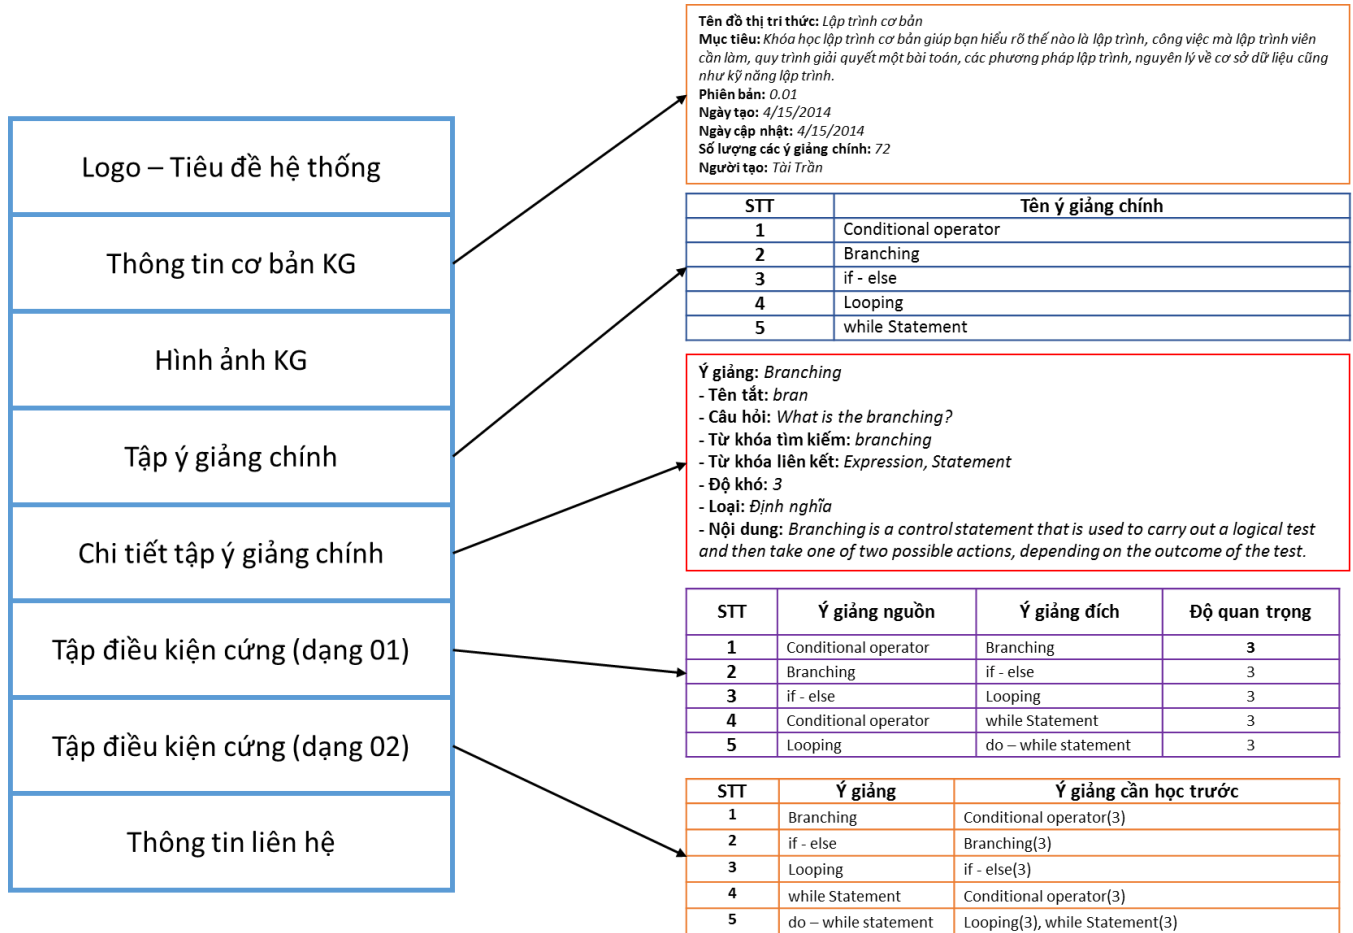 Logo – Tiêu đề hệ thống
Thông tin cơ bản KG
Hình ảnh KG
Tập ý giảng chính
Chi tiết tập ý giảng chính
Tập điều kiện cứng (dạng 01)
Tập điều kiện cứng (dạng 02)
Thông tin liên hệ
Tên đồ thị tri thức: Lập trình cơ bản
Mục tiêu: Khóa học lập trình cơ bản giúp bạn hiểu rõ thế nào là lập trình, công việc mà lập trình viên
cần làm, quy trình giải quyết một bài toán, các phương pháp lập trình, nguyên lý về cơ sở dữ liệu cũng
như kỹ năng lập trình.
Phiên bản: 0.01
Ngày tạo: 4/15/2014
Ngày cập nhật: 4/15/2014
Số lượng các ý giảng chính: 72
Người tạo: Tài Trần
STT Tên ý giảng chính
1 Conditional operator
2 Branching
3 if - else
4 Looping
5 while Statement
Ý giảng: Branching
- Tên tắt: bran
- Câu hỏi: What is the branching?
- Từ khóa tìm kiếm: branching
- Từ khóa liên kết: Expression, Statement
- Độ khó: 3
- Loại: Định nghĩa
- Nội dung: Branching is a control statement that is used to carry out a logical test
and then take one of two possible actions, depending on the outcome of the test.
STT Ý giảng nguồn Ý giảng đích Độ quan trọng
1 Conditional operator Branching 3
2 Branching if - else 3
3 if - else Looping 3
4 Conditional operator while Statement 3
5 Looping do – while statement 3
STT Ý giảng Ý giảng cần học trước
1 Branching Conditional operator(3)
2 if - else Branching(3)
3 Looping if - else(3)
4 while Statement Conditional operator(3)
5 do – while statement Looping(3), while Statement(3)